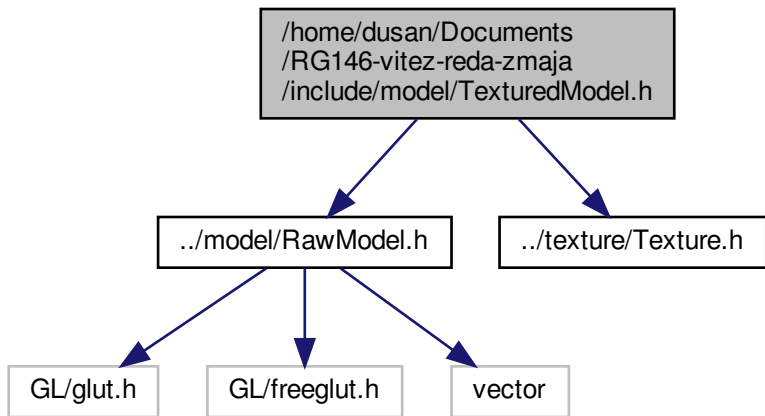 /home/dusan/Documents
/RG146-vitez-reda-zmaja
/include/model/TexturedModel.h
../model/RawModel.h
../texture/Texture.h
GL/glut.h
GL/freeglut.h
vector